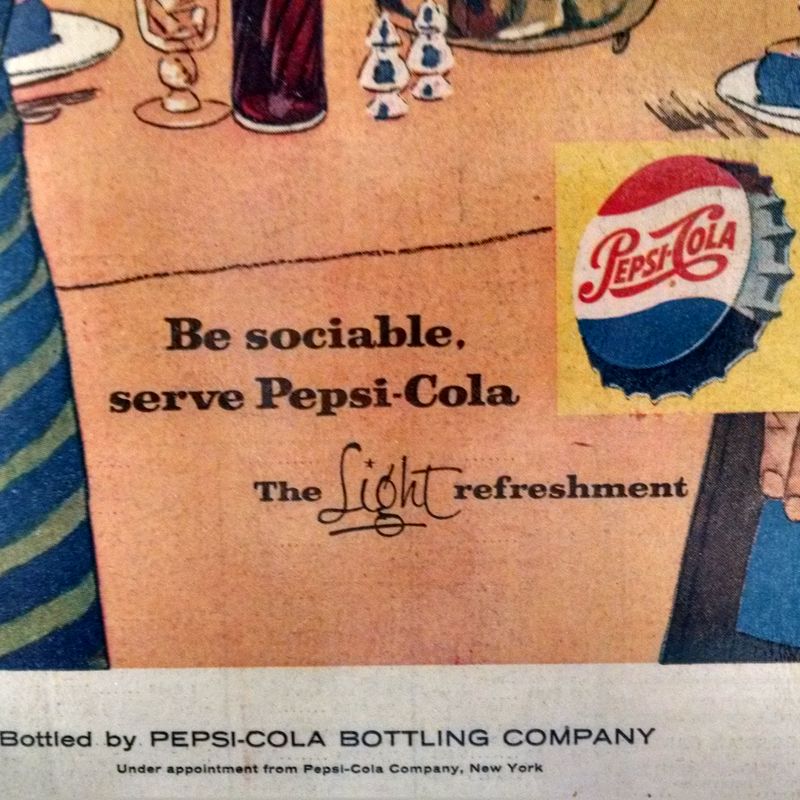 PEPSI-COLA
Be sociable,
serve Pepsi-Cola
The Light refreshment
Bottled by PEPSI-COLA BOTTLING COMPANY
Under appointment from Pepsi-Cola Company, New York